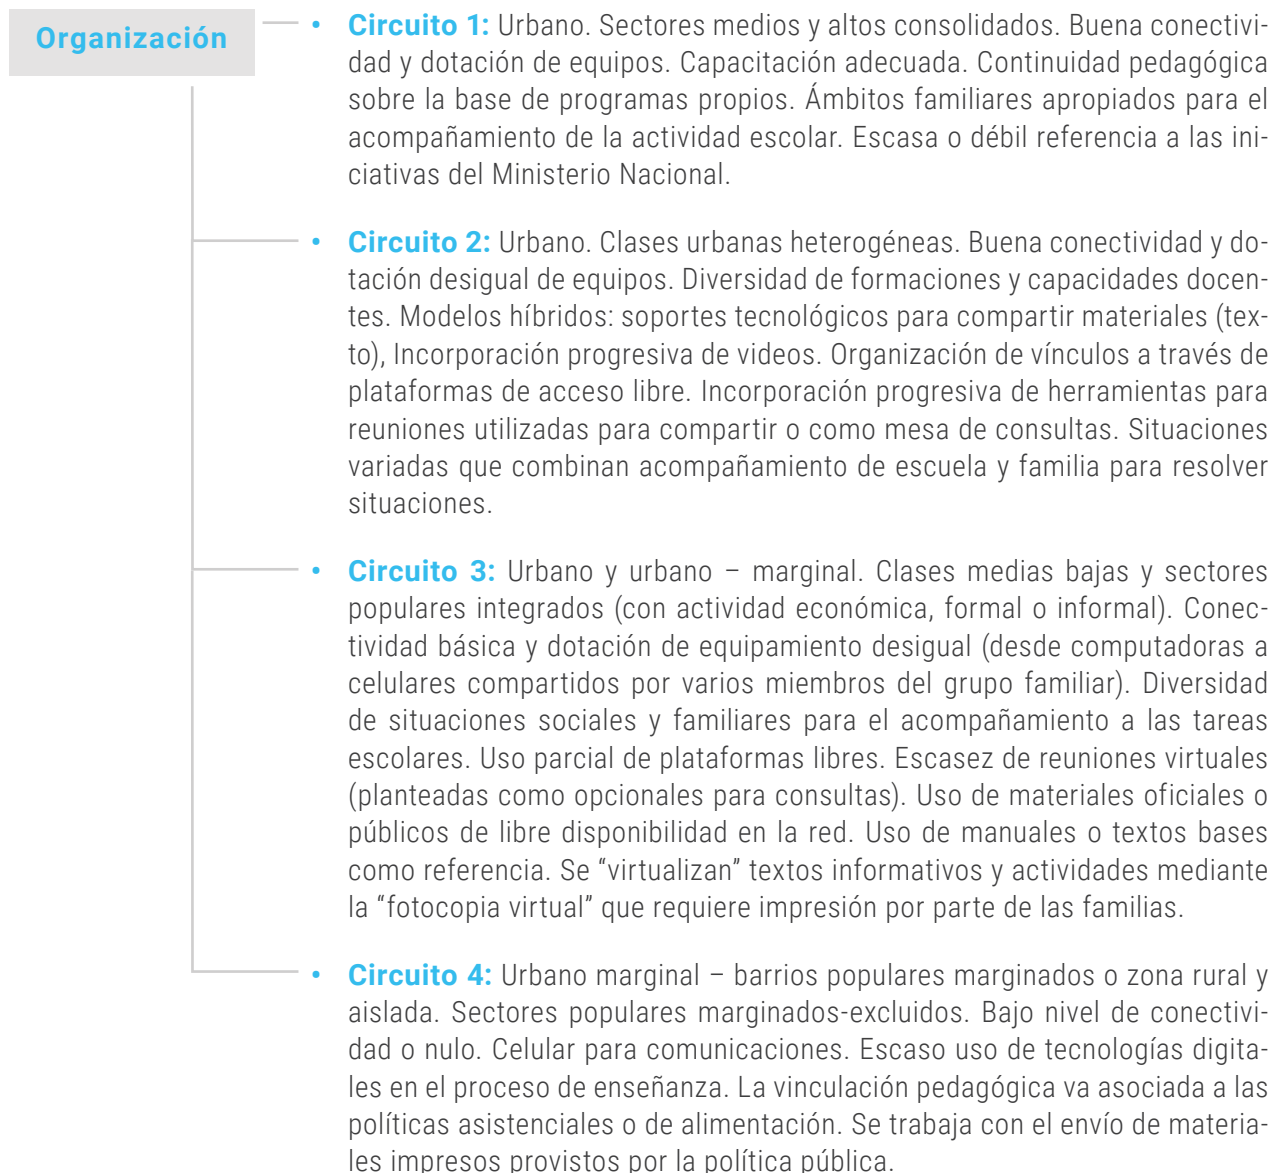 Organización
• Circuito 1: Urbano. Sectores medios y altos consolidados. Buena conectivi-
dad y dotación de equipos. Capacitación adecuada. Continuidad pedagógica
sobre la base de programas propios. Ámbitos familiares apropiados para el
acompañamiento de la actividad escolar. Escasa o débil referencia a las ini-
ciativas del Ministerio Nacional.
• Circuito 2: Urbano. Clases urbanas heterogéneas. Buena conectividad y do-
tación desigual de equipos. Diversidad de formaciones y capacidades docen-
tes. Modelos híbridos: soportes tecnológicos para compartir materiales (tex-
to), Incorporación progresiva de videos. Organización de vínculos a través de
plataformas de acceso libre. Incorporación progresiva de herramientas para
reuniones utilizadas para compartir o como mesa de consultas. Situaciones
variadas que combinan acompañamiento de escuela y familia para resolver
situaciones.
• Circuito 3: Urbano y urbano – marginal. Clases medias bajas y sectores
populares integrados (con actividad económica, formal o informal). Conec-
tividad básica y dotación de equipamiento desigual (desde computadoras a
celulares compartidos por varios miembros del grupo familiar). Diversidad
de situaciones sociales y familiares para el acompañamiento a las tareas
escolares. Uso parcial de plataformas libres. Escasez de reuniones virtuales
(planteadas como opcionales para consultas). Uso de materiales oficiales o
públicos de libre disponibilidad en la red. Uso de manuales o textos bases
como referencia. Se “virtualizan” textos informativos y actividades mediante
la “fotocopia virtual” que requiere impresión por parte de las familias.
• Circuito 4: Urbano marginal – barrios populares marginados o zona rural y
aislada. Sectores populares marginados-excluidos. Bajo nivel de conectivi-
dad o nulo. Celular para comunicaciones. Escaso uso de tecnologías digita-
les en el proceso de enseñanza. La vinculación pedagógica va asociada a las
políticas asistenciales o de alimentación. Se trabaja con el envío de materia-
les impresos provistos por la política pública.